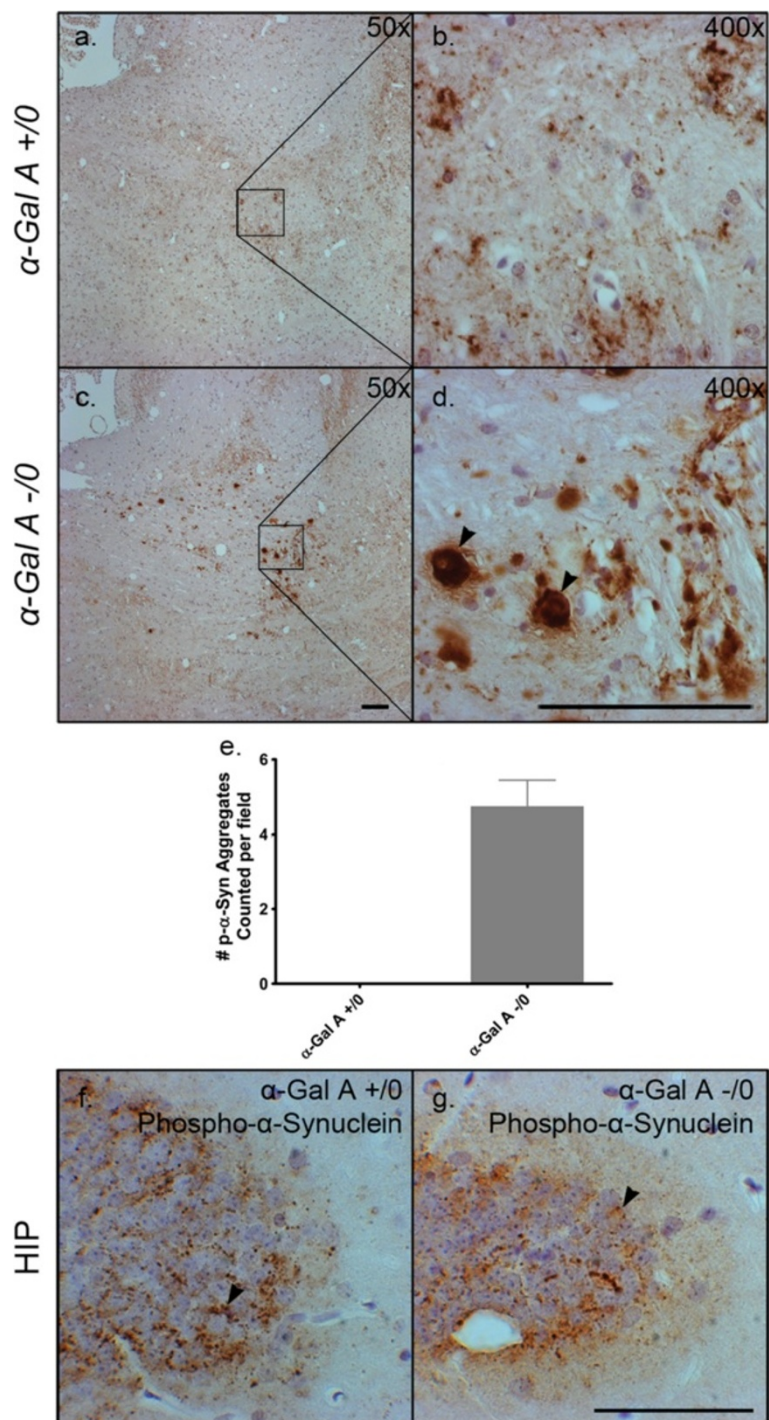 a.
50x
b.
400x
α-Gal A +/0
c.
50x
d.
400x
α-Gal A -/0
e.
6
4
2
0
# p-α-Syn Aggregates
Counted per field
α-Gal A +/0
α-Gal A -/0
f.
α-Gal A +/0
Phospho-α-Synuclein
g.
α-Gal A -/0
Phospho-α-Synuclein
HIP